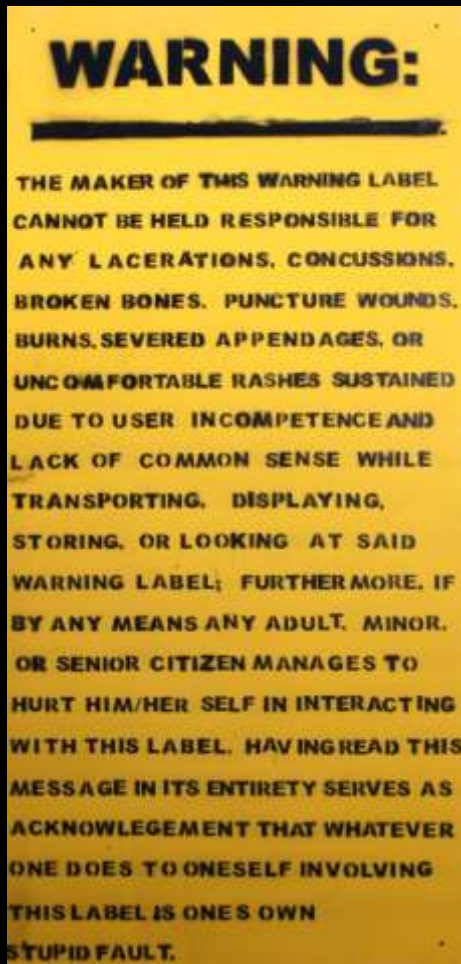 WARNING:
THE MAKER OF THIS WARNING LABEL
CANNOT BE HELD RESPONSIBLE FOR
ANY LACERATIONS, CONCUSSIONS,
BROKEN BONES, PUNCTURE WOUNDS,
BURNS, SEVERED APPENDAGES, OR
UNCOMFORTABLE RASHES SUSTAINED
DUE TO USER INCOMPETENCE AND
LACK OF COMMON SENSE WHILE
TRANSPORTING, DISPLAYING,
STORING, OR LOOKING AT SAID
WARNING LABEL; FURTHERMORE, IF
BY ANY MEANS ANY ADULT, MINOR,
OR SENIOR CITIZEN MANAGES TO
HURT HIM/HER SELF IN INTERACTING
WITH THIS LABEL, HAVING READ THIS
MESSAGE IN ITS ENTIRETY SERVES AS
ACKNOWLEGEMENT THAT WHATEVER
ONE DOES TO ONESELF INVOLVING
THIS LABEL IS ONES OWN
STUPID FAULT.